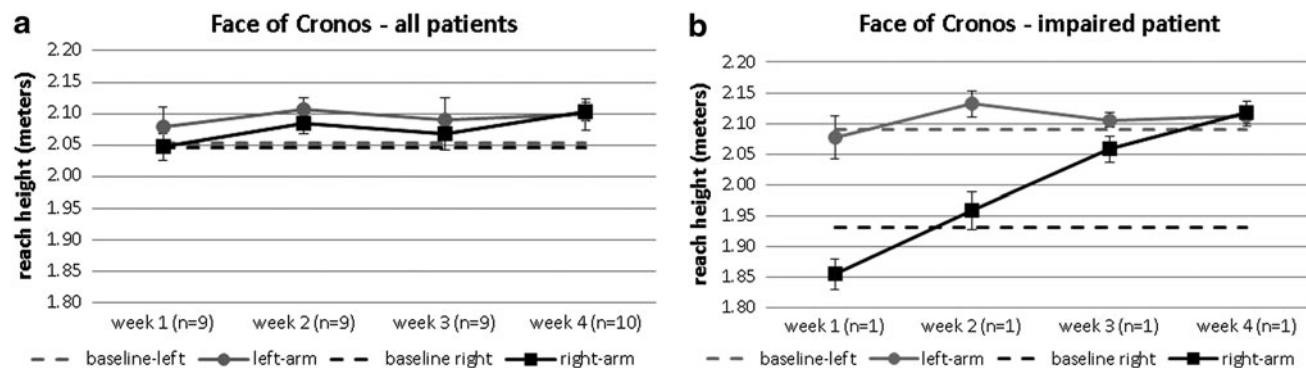 a
Face of Cronos - all patients
reach height (meters)
2.20
2.15
2.10
2.05
2.00
1.95
1.90
1.85
1.80
week 1 (n=9) week 2 (n=9) week 3 (n=9) week 4 (n=10)
baseline-left left-arm baseline right right-arm
b
Face of Cronos - impaired patient
reach height (meters)
2.20
2.15
2.10
2.05
2.00
1.95
1.90
1.85
1.80
week 1 (n=1) week 2 (n=1) week 3 (n=1) week 4 (n=1)
baseline-left left-arm baseline right right-arm